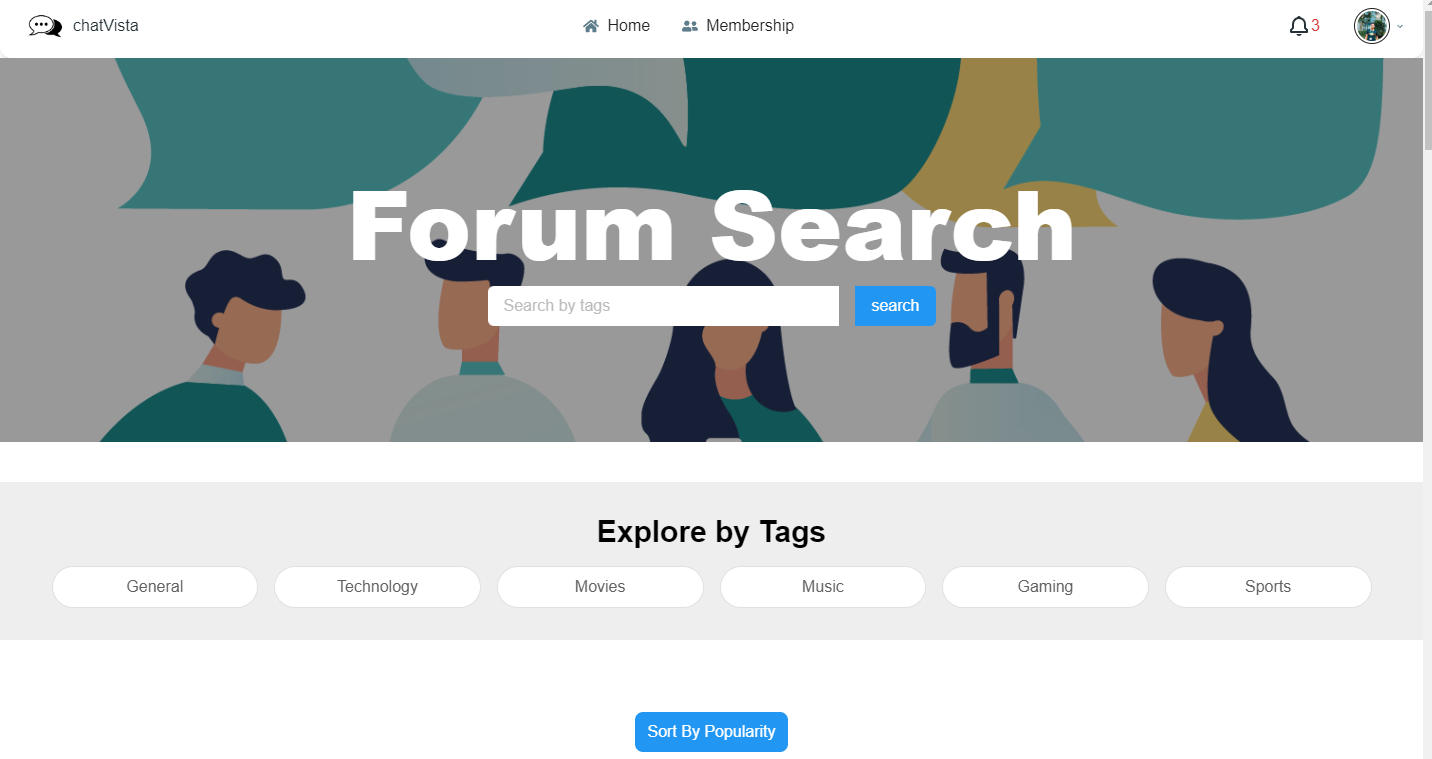 chatVista
Home
Membership
3
Forum Search
Search by tags
search
Explore by Tags
General
Technology
Movies
Music
Gaming
Sports
Sort By Popularity